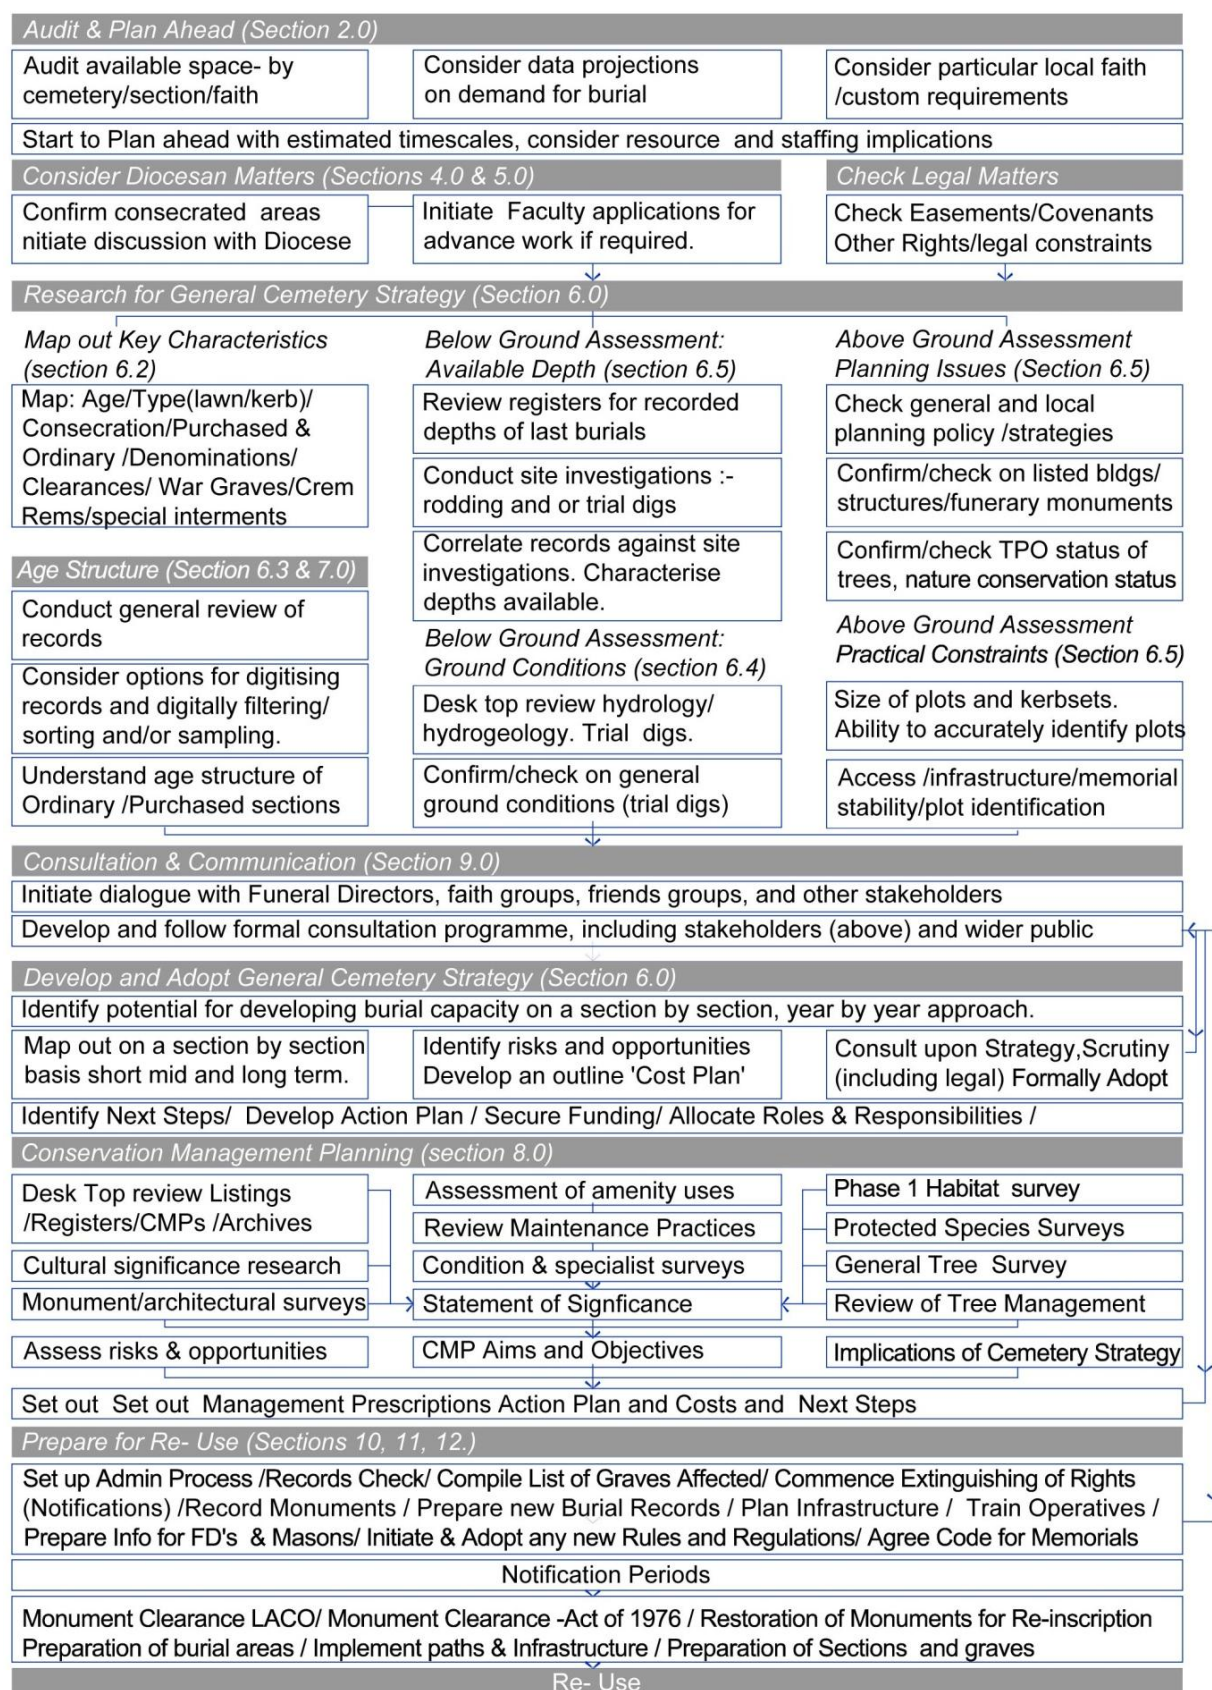 Audit & Plan Ahead (Section 2.0)
Audit available space- by
cemetery/section/faith
Consider data projections
on demand for burial
Consider particular local faith
/custom requirements
Start to Plan ahead with estimated timescales, consider resource and staffing implications
Consider Diocesan Matters (Sections 4.0 & 5.0)
Confirm consecrated areas
nitiate discussion with Diocese
Initiate Faculty applications for
advance work if required.
Check Legal Matters
Check Easements/Covenants
Other Rights/legal constraints
Research for General Cemetery Strategy (Section 6.0)
Map out Key Characteristics
(section 6.2)
Map: Age/Type(lawn/kerb)/
Consecration/Purchased &
Ordinary /Denominations/
Clearances/ War Graves/Crem
Rems/special interments
Age Structure (Section 6.3 & 7.0)
Conduct general review of
records
Consider options for digitising
records and digitally filtering/
sorting and/or sampling.
Understand age structure of
Ordinary /Purchased sections
Below Ground Assessment:
Available Depth (section 6.5)
Review registers for recorded
depths of last burials
Conduct site investigations :-
rodding and or trial digs
Correlate records against site
investigations. Characterise
depths available.
Below Ground Assessment:
Ground Conditions (section 6.4)
Desk top review hydrology/
hydrogeology. Trial digs.
Confirm/check on general
ground conditions (trial digs)
Above Ground Assessment
Planning Issues (Section 6.5)
Check general and local
planning policy /strategies
Confirm/check on listed bldgs/
structures/funerary monuments
Confirm/check TPO status of
trees, nature conservation status
Above Ground Assessment
Practical Constraints (Section 6.5)
Size of plots and kerbsets.
Ability to accurately identify plots
Access /infrastructure/memorial
stability/plot identification
Consultation & Communication (Section 9.0)
Initiate dialogue with Funeral Directors, faith groups, friends groups, and other stakeholders
Develop and follow formal consultation programme, including stakeholders (above) and wider public
Develop and Adopt General Cemetery Strategy (Section 6.0)
Identify potential for developing burial capacity on a section by section, year by year approach.
Map out on a section by section
basis short mid and long term.
Identify risks and opportunities
Develop an outline 'Cost Plan'
Consult upon Strategy,Scrutiny
(including legal) Formally Adopt
Identify Next Steps/ Develop Action Plan / Secure Funding/ Allocate Roles & Responsibilities /
Conservation Management Planning (section 8.0)
Desk Top review Listings
/Registers/CMPs /Archives
Cultural significance research
Monument/architectural surveys
Assessment of amenity uses
Review Maintenance Practices
Condition & specialist surveys
Statement of Signficance
Phase 1 Habitat survey
Protected Species Surveys
General Tree Survey
Review of Tree Management
Assess risks & opportunities
CMP Aims and Objectives
Implications of Cemetery Strategy
Set out Set out Management Prescriptions Action Plan and Costs and Next Steps
Prepare for Re- Use (Sections 10, 11, 12.)
Set up Admin Process /Records Check/ Compile List of Graves Affected/ Commence Extinguishing of Rights
(Notifications) /Record Monuments / Prepare new Burial Records / Plan Infrastructure / Train Operatives /
Prepare Info for FD's & Masons/ Initiate & Adopt any new Rules and Regulations/ Agree Code for Memorials
Notification Periods
Monument Clearance LACO/ Monument Clearance -Act of 1976 / Restoration of Monuments for Re-inscription
Preparation of burial areas / Implement paths & Infrastructure / Preparation of Sections and graves
Re- Use